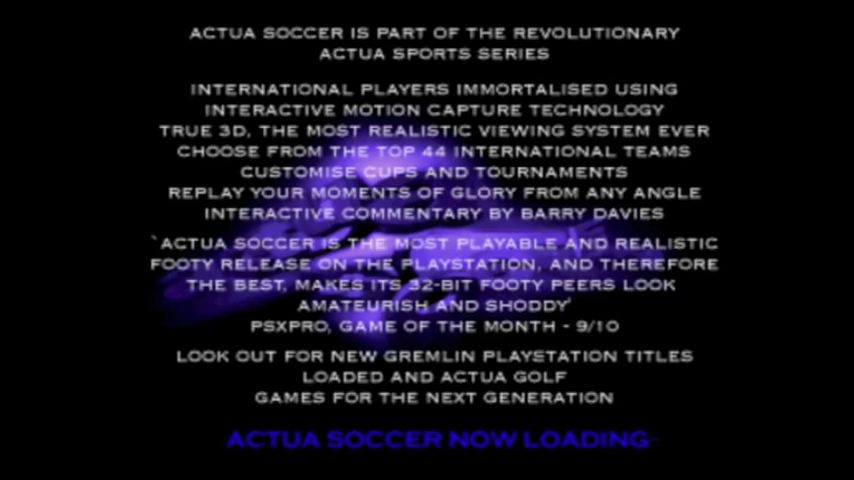 ACTUA SOCCER IS PART OF THE REVOLUTIONARY
ACTUA SPORTS SERIES
INTERNATIONAL PLAYERS IMMORTALISED USING
INTERACTIVE MOTION CAPTURE TECHNOLOGY
TRUE 3D, THE MOST REALISTIC VIEWING SYSTEM EVER
CHOOSE FROM THE TOP 44 INTERNATIONAL TEAMS
CUSTOMISE CUPS AND TOURNAMENTS
REPLAY YOUR MOMENTS OF GLORY FROM ANY ANGLE
INTERACTIVE COMMENTARY BY BARRY DAVIES
`ACTUA SOCCER IS THE MOST PLAYABLE AND REALISTIC
FOOTY RELEASE ON THE PLAYSTATION, AND THEREFORE
THE BEST, MAKES ITS 32-BIT FOOTY PEERS LOOK
AMATEURISH AND SHODDY'
PSXPRO, GAME OF THE MONTH - 9/10
LOOK OUT FOR NEW GREMLIN PLAYSTATION TITLES
LOADED AND ACTUA GOLF
GAMES FOR THE NEXT GENERATION
ACTUA SOCCER NOW LOADING-